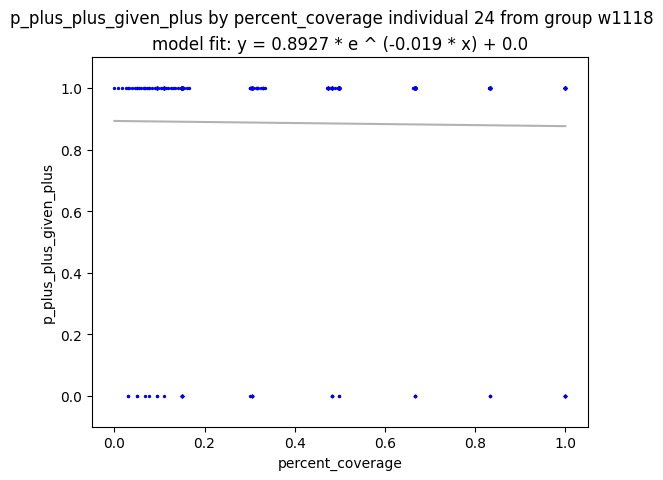 p_plus_plus_given_plus by percent_coverage individual 24 from group w1118
model fit: y = 0.8927 * e ^ (-0.019 * x) + 0.0
p_plus_plus_given_plus
1.0
0.8
0.6
0.4
0.2
0.0
0.0 0.2 0.4 0.6 0.8 1.0
percent_coverage